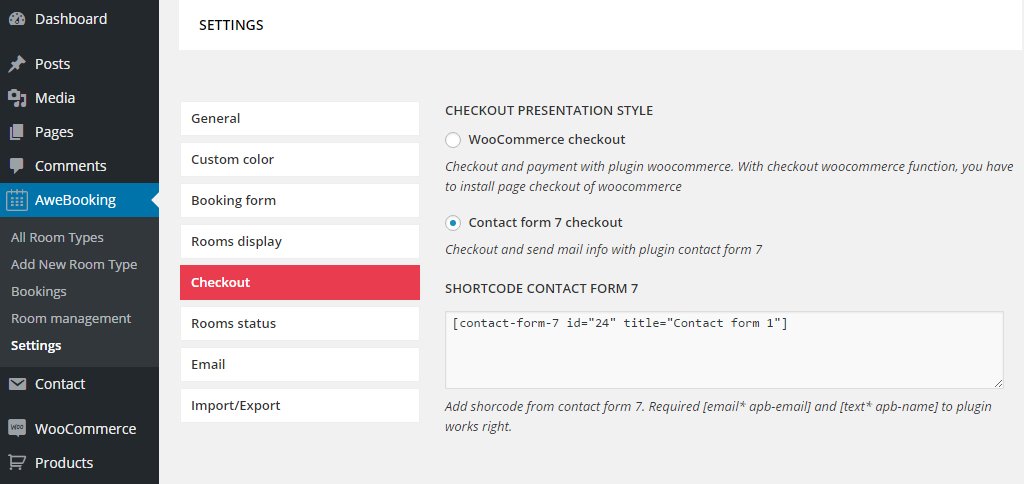 Dashboard
Posts
Media
Pages
Comments
AweBooking
All Room Types
Add New Room Type
Bookings
Room management
Settings
Contact
WOO
WooCommerce
Products
SETTINGS
General
Custom color
Booking form
Rooms display
Checkout
Rooms status
Email
Import/Export
CHECKOUT PRESENTATION STYLE
WooCommerce checkout
Checkout and payment with plugin woocommerce. With checkout woocommerce function, you have
to install page checkout of woocommerce
Contact form 7 checkout
Checkout and send mail info with plugin contact form 7
SHORTCODE CONTACT FORM 7
[contact-form-7 id="24" title="Contact form 1"]
Add shorcode from contact form 7. Required [email* apb-email] and [text* apb-name] to plugin
works right.